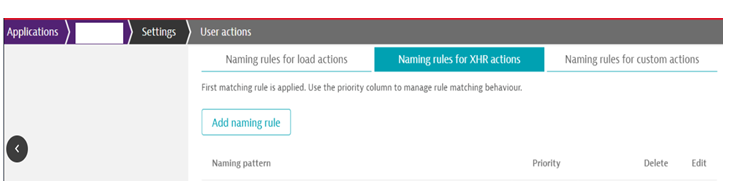 Applications Settings User actions
Naming rules for load actions Naming rules for XHR actions Naming rules for custom actions
First matching rule is applied. Use the priority column to manage rule matching behaviour.
Add naming rule
Naming pattern Priority Delete Edit